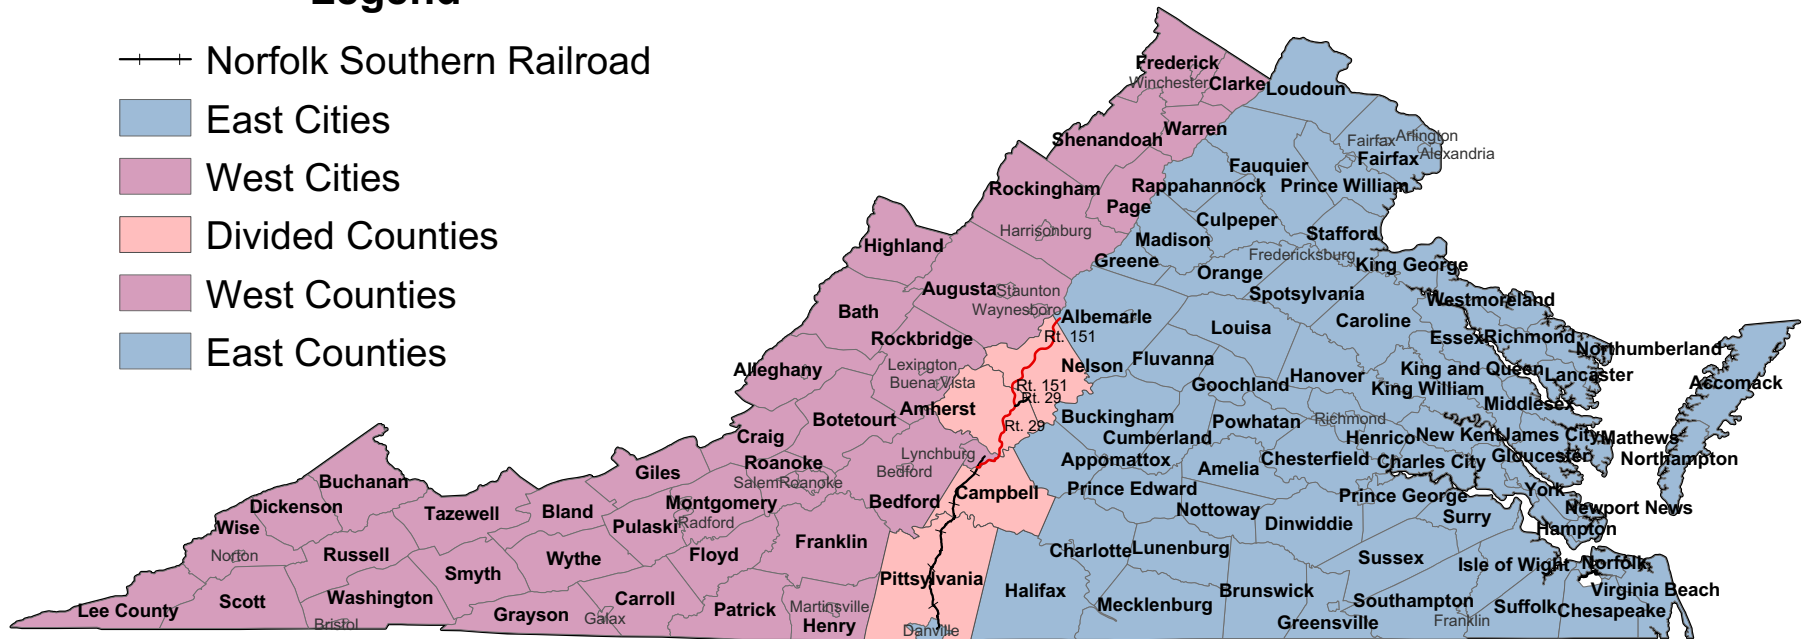 Legend
Norfolk Southern Railroad
East Cities
West Cities
Divided Counties
West Counties
East Counties
Frederick
Winchester
Clarke
Loudoun
Shenandoah
Warren
Fairfax
Arlington
Alexandria
Fairfax
Fauquier
Rockingham
Rappahannock
Prince William
Page
Harrisonburg
Culpeper
Highland
Madison
Stafford
Greene
Fredericksburg
King George
Orange
Augusta
Staunton
Spotsylvania
Westmoreland
Bath
Waynesboro
Albemarle
Caroline
Rockbridge
Rt. 151
Louisa
Essex
Richmond
Northumberland
Alleghany
Lexington
Nelson
Fluvanna
King and Queen
Lancaster
Buena Vista
Rt. 151
Goochland
Hanover
King William
Accomack
Rt. 29
Amherst
Middlesex
Botetourt
Rt. 29
Buckingham
Powhatan
Richmond
Craig
Cumberland
Henrico
New Kent
James City
Mathews
Lynchburg
Gloucester
Northampton
Roanoke
Bedford
Appomattox
Amelia
Chesterfield
Charles City
Giles
Salem
Roanoke
Buchanan
Montgomery
Bedford
Campbell
Prince Edward
Prince George
York
Dickenson
Tazewell
Bland
Nottoway
Newport News
Wise
Pulaski
Radford
Dinwiddie
Surry
Hampton
Norton
Russell
Wythe
Floyd
Franklin
Charlotte
Lunenburg
Sussex
Isle of Wight
Norfolk
Smyth
Pittsylvania
Halifax
Brunswick
Virginia Beach
Lee County
Scott
Washington
Grayson
Carroll
Patrick
Martinsville
Mecklenburg
Southampton
Suffolk
Chesapeake
Bristol
Galax
Henry
Danville
Greensville
Franklin